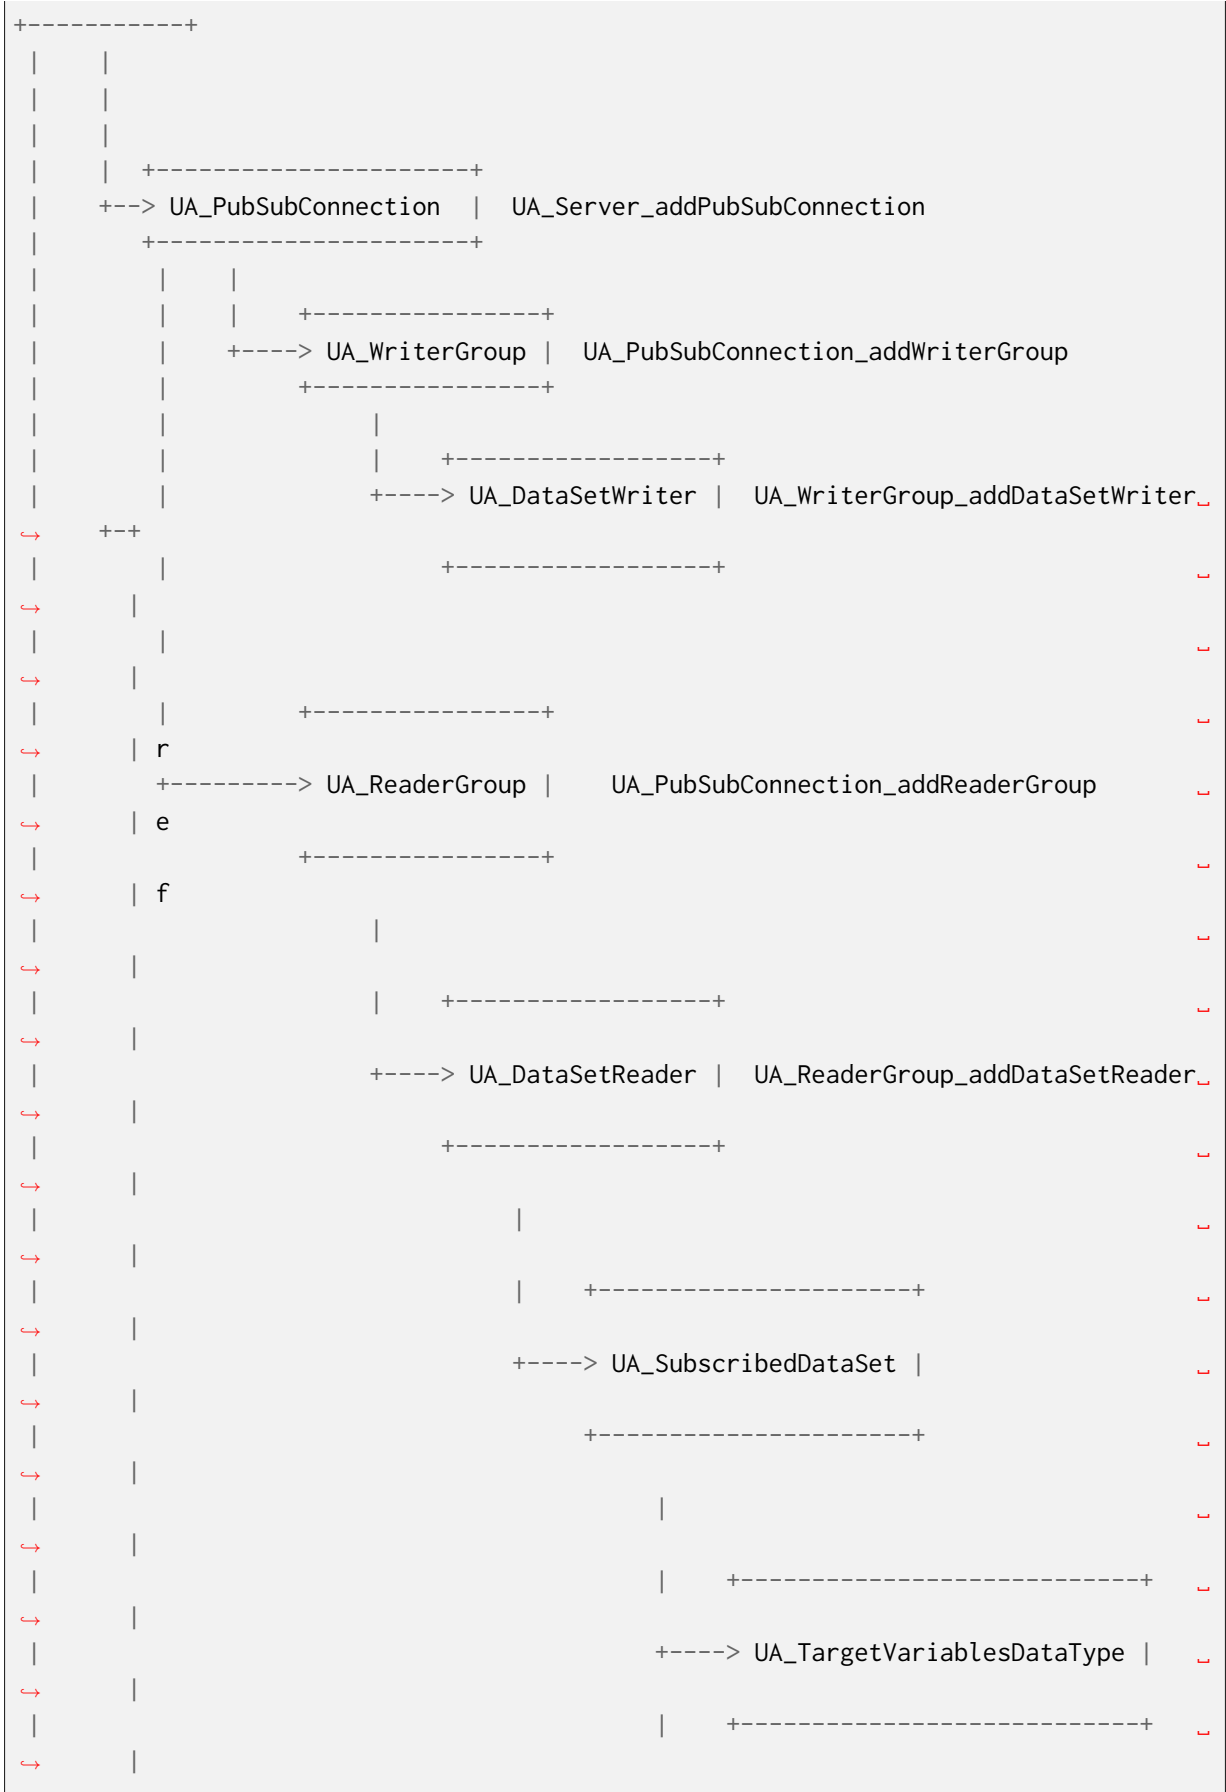 +-----------+
 |    |
 |    |
 |    |
 |    |  +----------------------+
 |    +--> UA_PubSubConnection  |  UA_Server_addPubSubConnection
 |       +----------------------+
 |        |    |
 |        |    |    +----------------+
 |        |    +----> UA_WriterGroup |  UA_PubSubConnection_addWriterGroup
 |        |         +----------------+
 |        |              |
 |        |              |    +------------------+
 |        |              +----> UA_DataSetWriter |  UA_WriterGroup_addDataSetWriter␣
↪    +-+
 |        |                   +------------------+                                 ␣
↪      |
 |        |                                                                        ␣
↪      |
 |        |         +----------------+                                             ␣
↪      | r
 |        +---------> UA_ReaderGroup |    UA_PubSubConnection_addReaderGroup       ␣
↪      | e
 |                  +----------------+                                             ␣
↪      | f
 |                       |                                                         ␣
↪      |
 |                       |    +------------------+                                 ␣
↪      |
 |                       +----> UA_DataSetReader |  UA_ReaderGroup_addDataSetReader␣
↪      |
 |                            +------------------+                                 ␣
↪      |
 |                                 |                                               ␣
↪      |
 |                                 |    +----------------------+                   ␣
↪      |
 |                                 +----> UA_SubscribedDataSet |                   ␣
↪      |
 |                                      +----------------------+                   ␣
↪      |
 |                                           |                                     ␣
↪      |
 |                                           |    +----------------------------+   ␣
↪      |
 |                                           +----> UA_TargetVariablesDataType |   ␣
↪      |
 |                                           |    +----------------------------+   ␣
↪      |